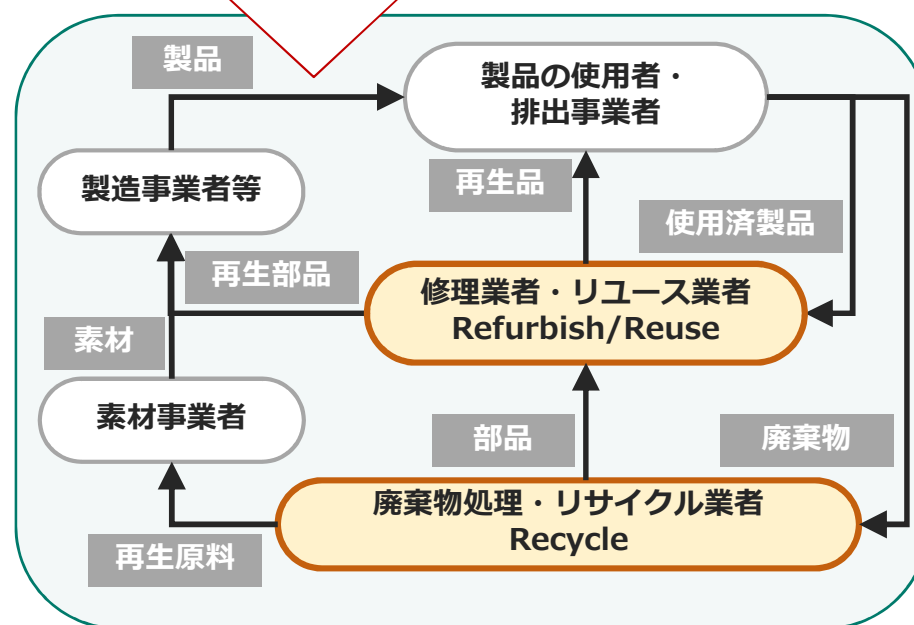 製品
製品の使用者・
排出事業者
製造事業者等
再生品
使用済製品
再生部品
修理業者・リユース業者
Refurbish/Reuse
素材
素材事業者
部品
廃棄物
廃棄物処理・リサイクル業者
Recycle
再生原料